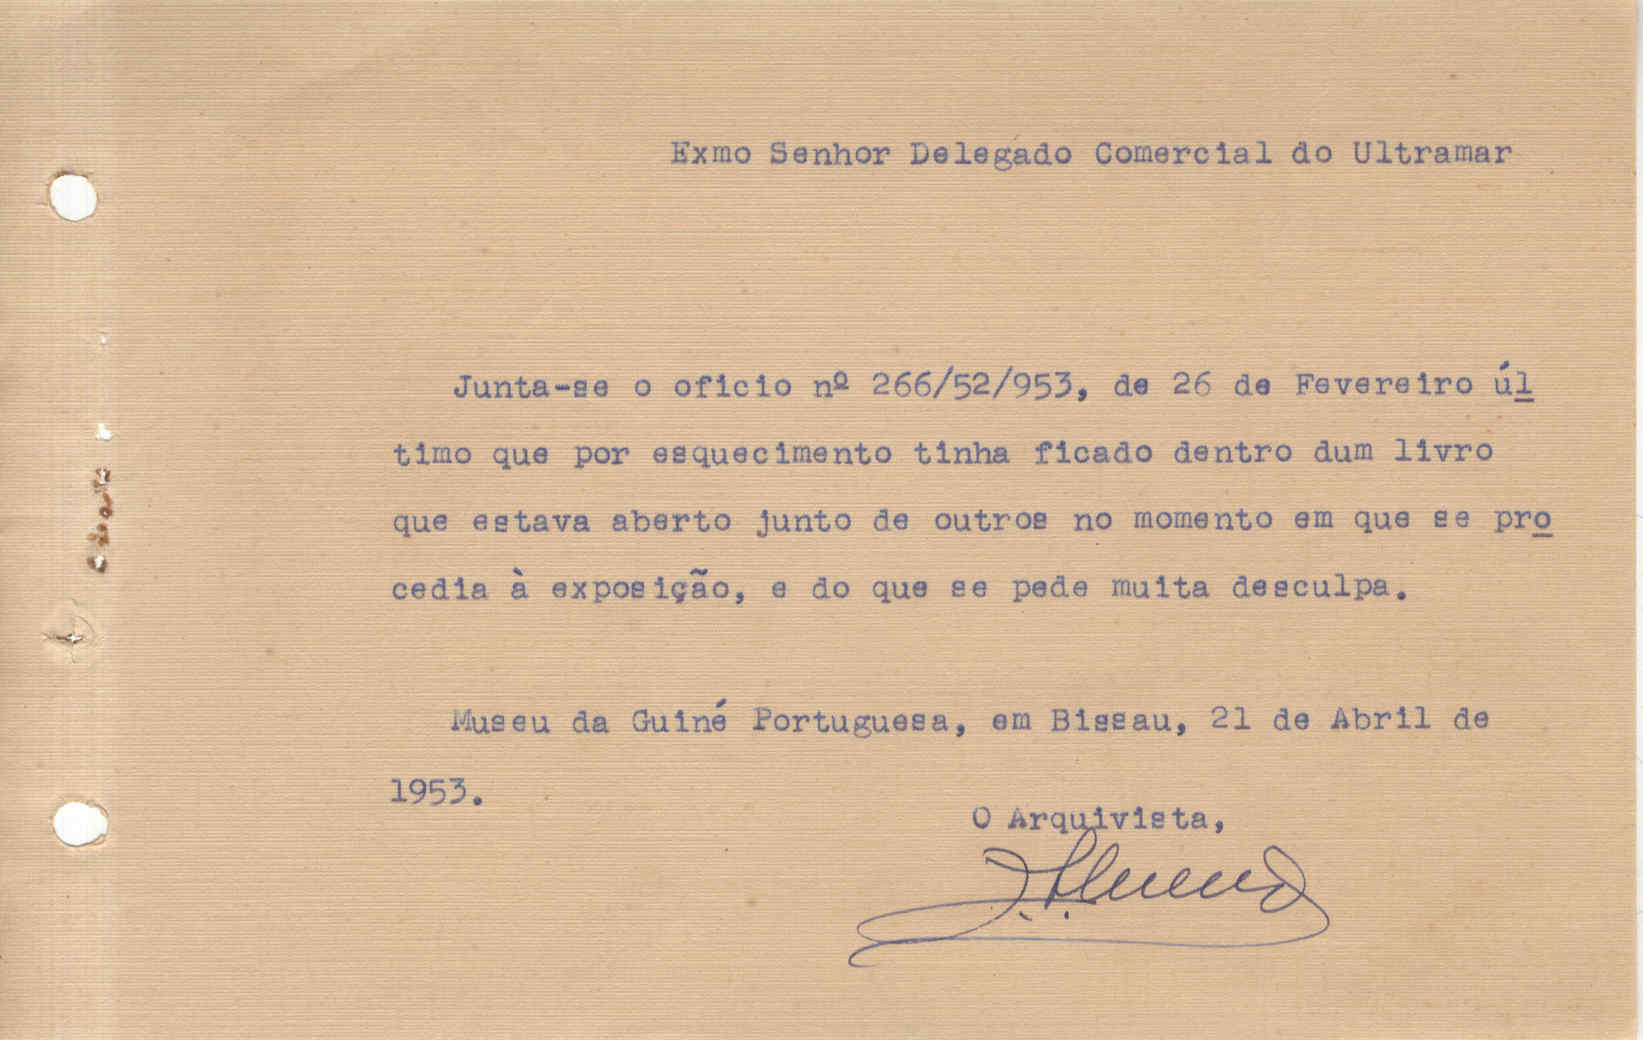 Exmo Senhor Delegado Comercial do Ultramar
Junta-se o oficio nº 266/52/953, de 26 de Fevereiro úl
timo que por esquecimento tinha ficado dentro dum livro
que estava aberto junto de outros no momento em que se pro
cedia à exposição, e do que se pede muita desculpa.
Museu da Guiné Portuguesa, em Bissau, 21 de Abril de
1953.
O Arquivista,